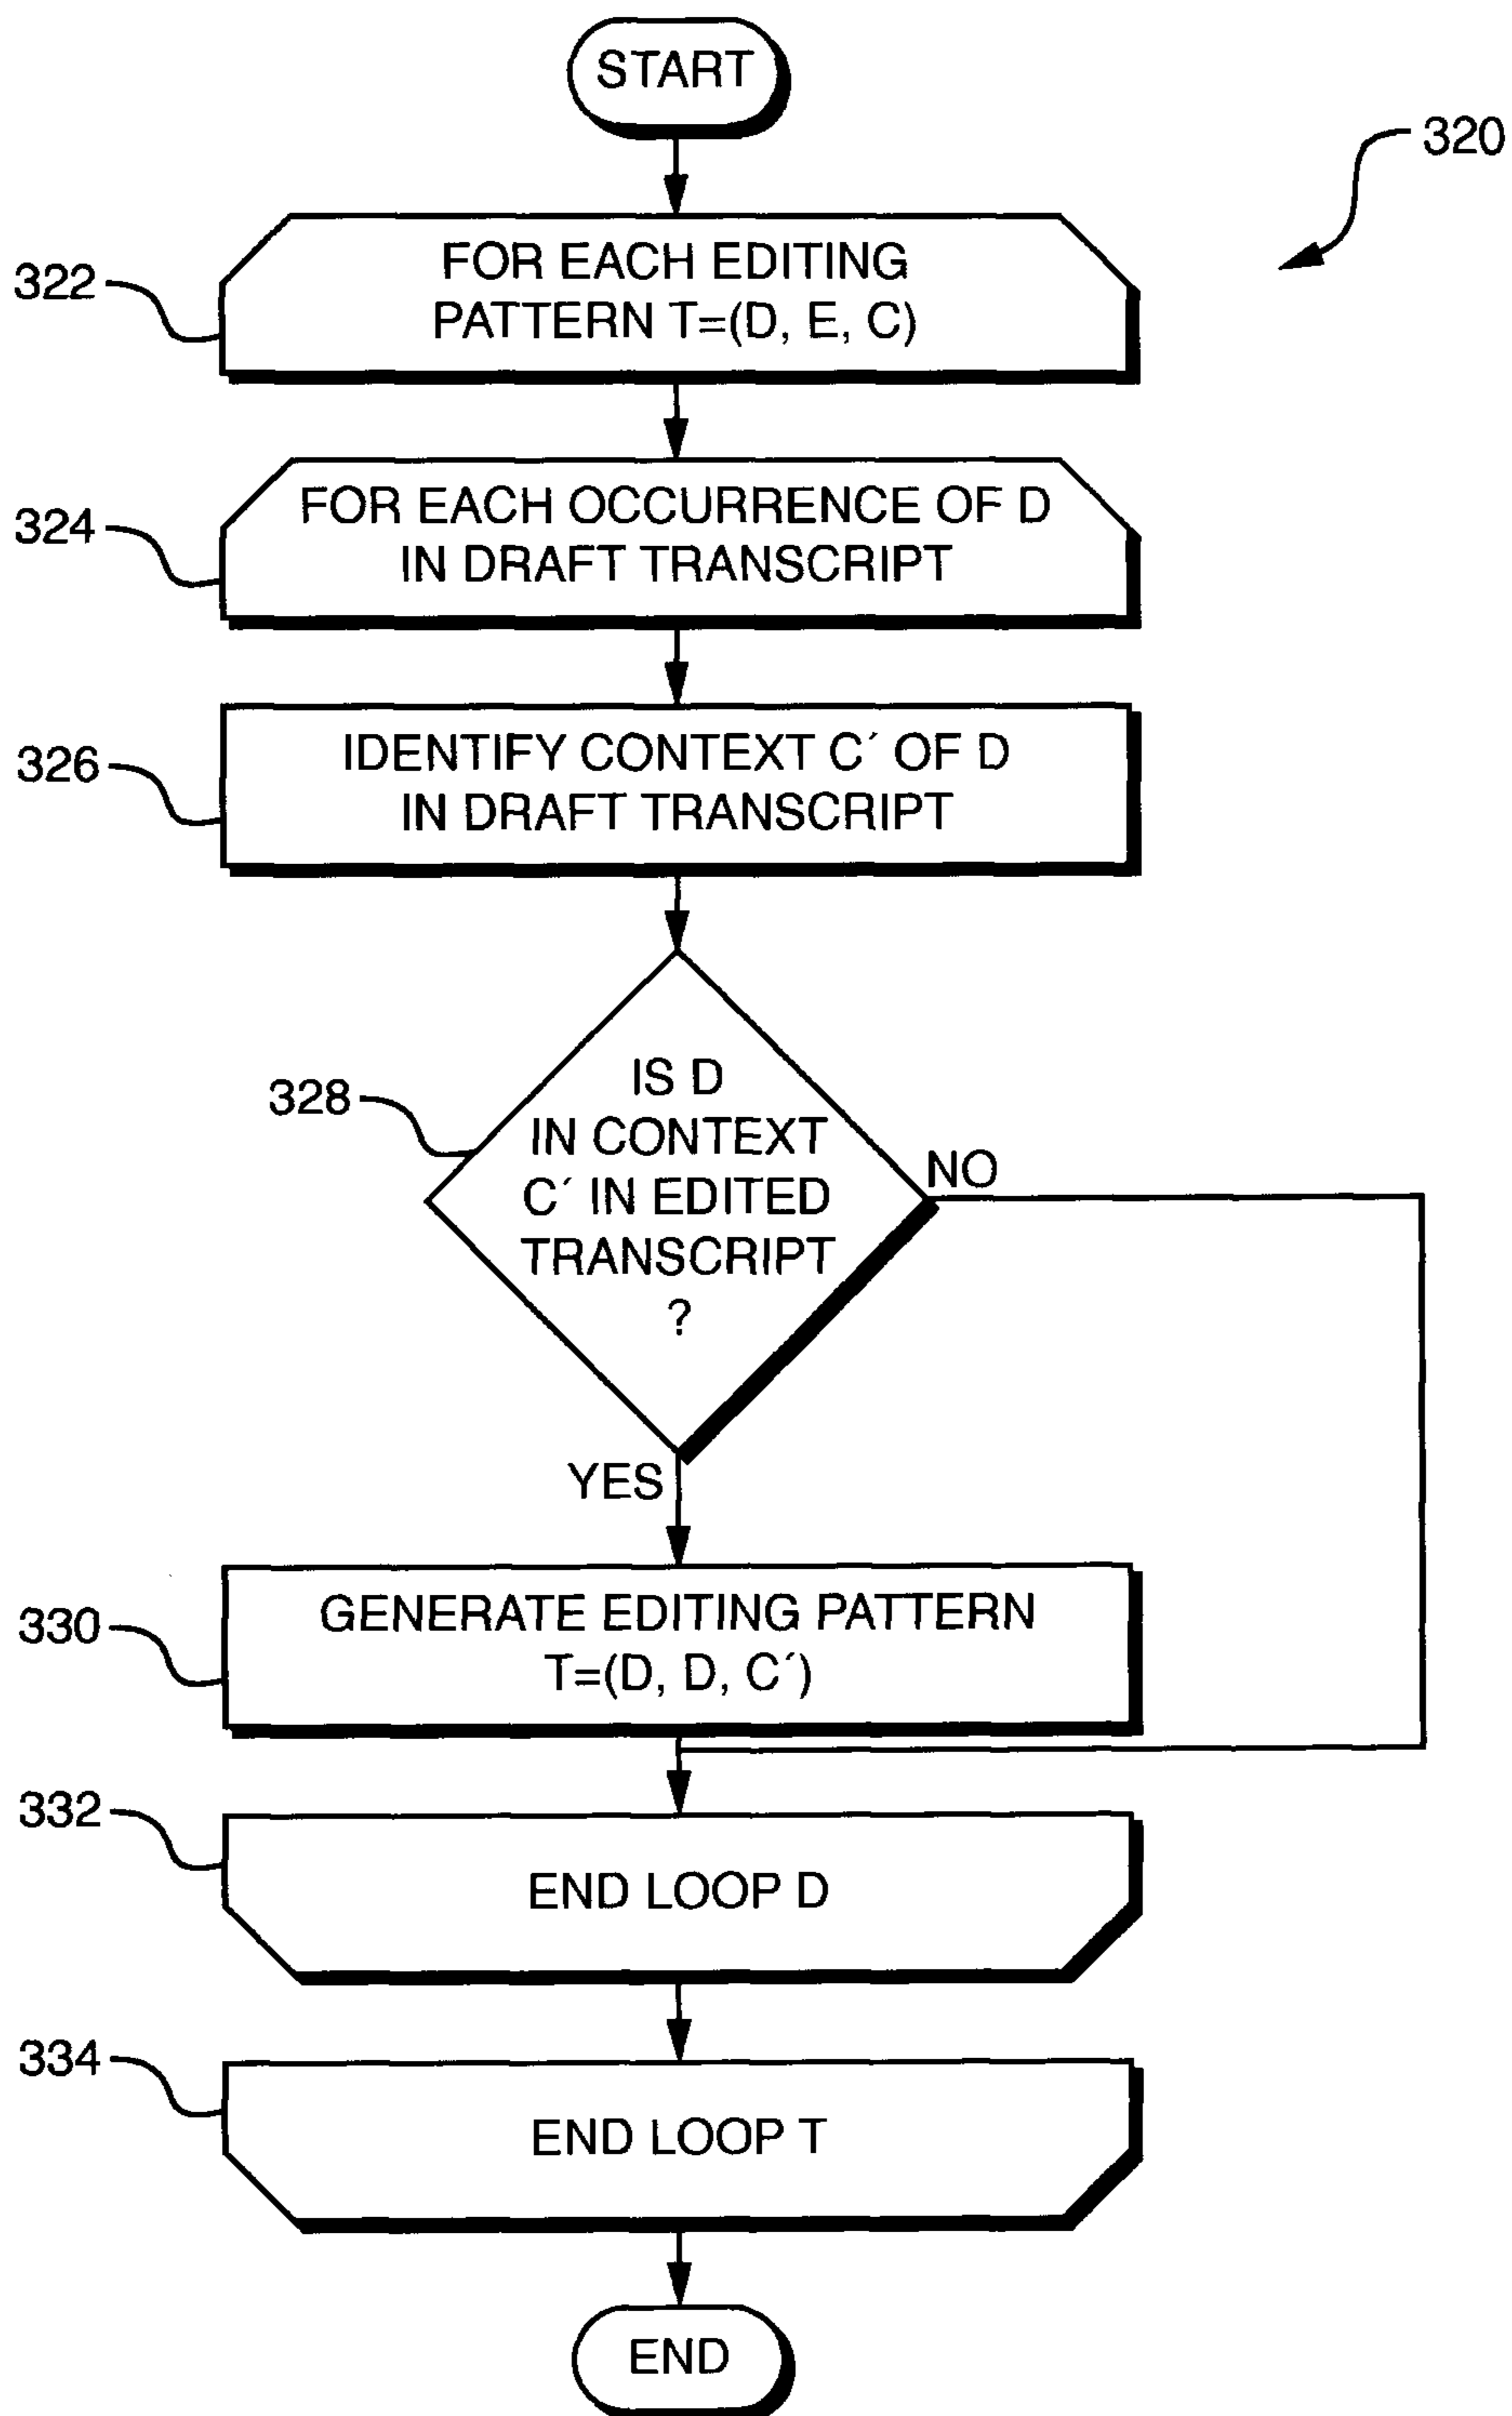 START
320
322
FOR EACH EDITING
PATTERN T=(D, E, C)
324
FOR EACH OCCURRENCE OF D
IN DRAFT TRANSCRIPT
326
IDENTIFY CONTEXT C´ OF D
IN DRAFT TRANSCRIPT
328
IS D
IN CONTEXT
C´ IN EDITED
TRANSCRIPT
?
NO
YES
330
GENERATE EDITING PATTERN
T=(D, D, C´)
332
END LOOP D
334
END LOOP T
END